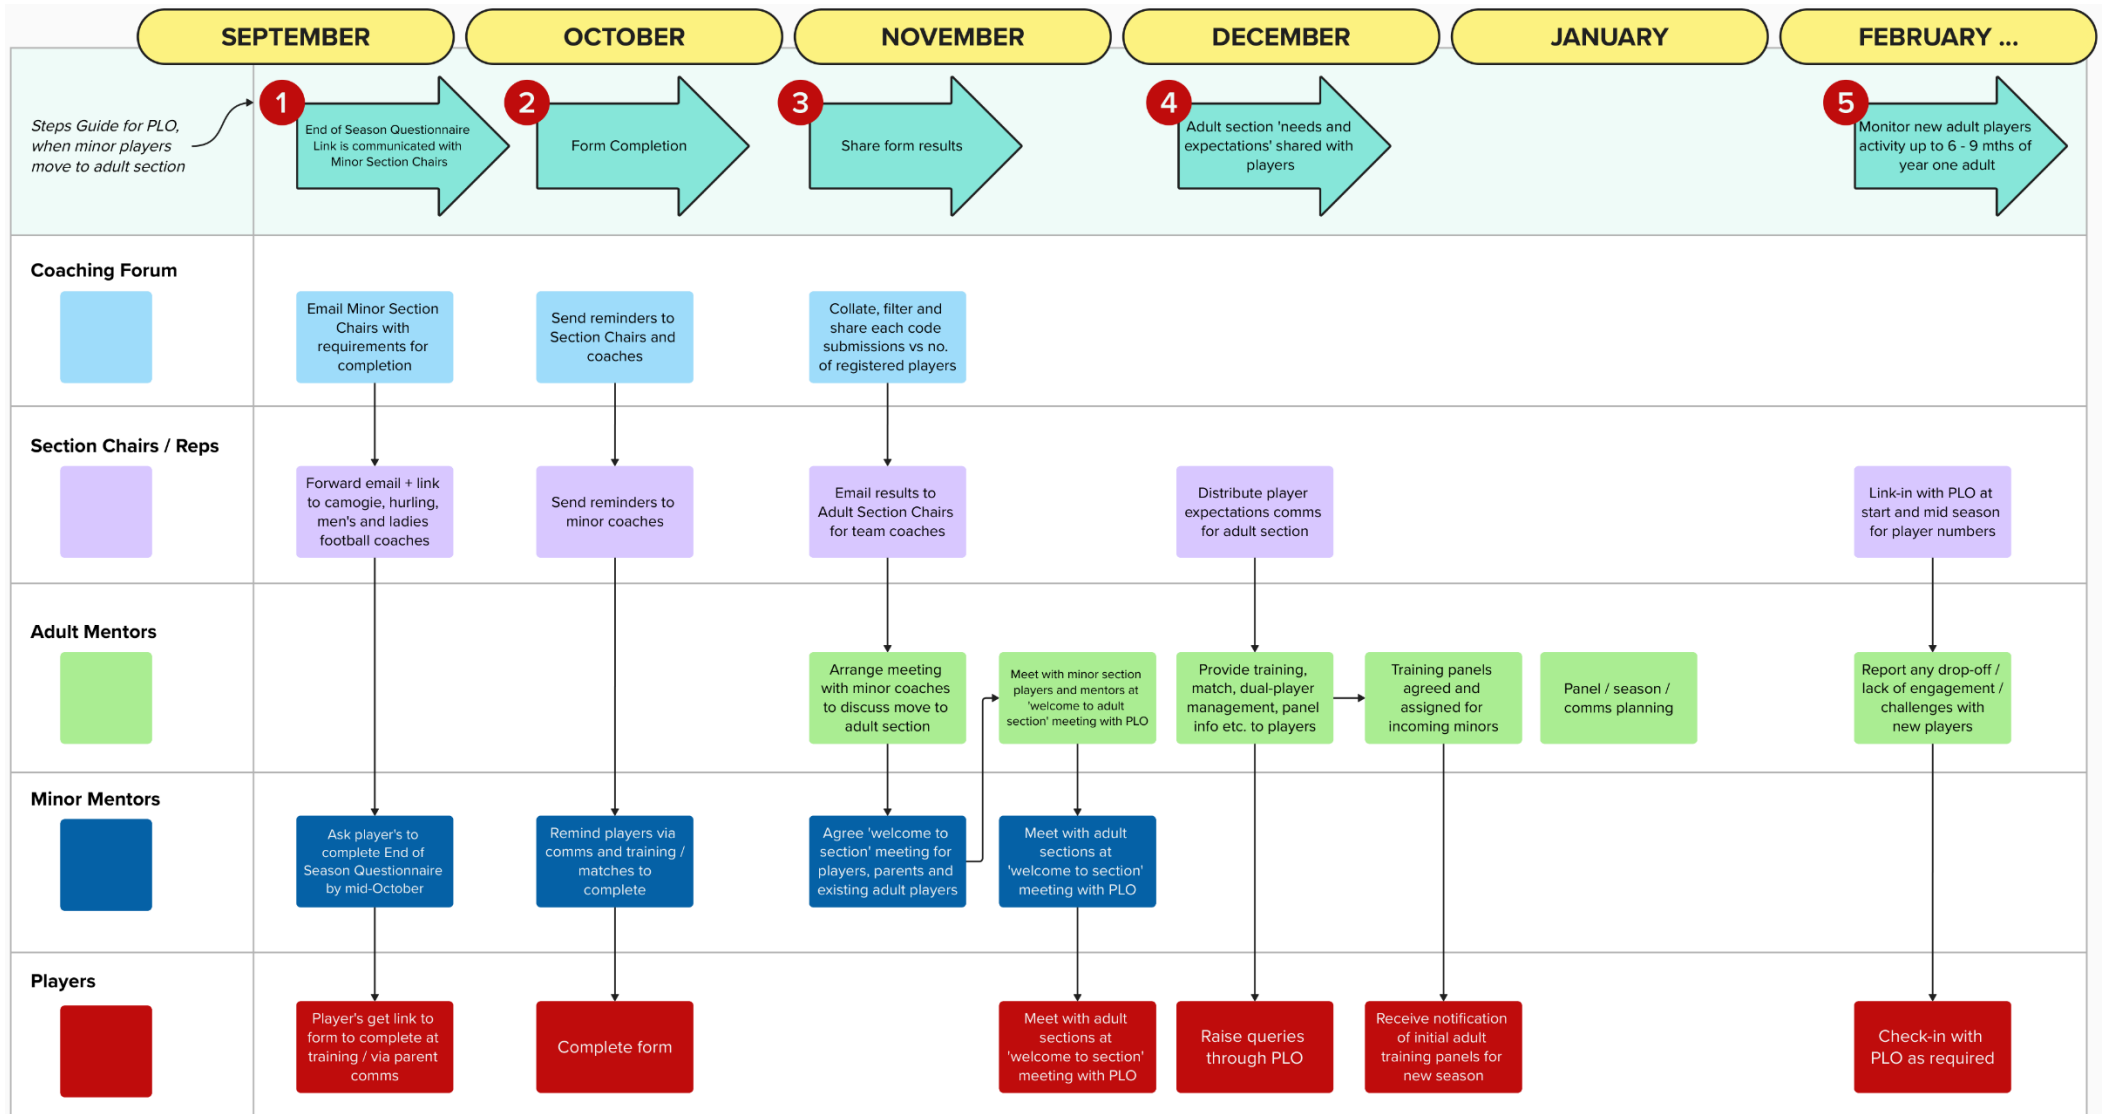 SEPTEMBER
OCTOBER
NOVEMBER
DECEMBER
JANUARY
FEBRUARY ...
Steps Guide for PLO,
when minor players
move to adult section
1
End of Season Questionnaire
Link is communicated with
Minor Section Chairs
2
Form Completion
3
Share form results
4
Adult section 'needs and
expectations' shared with
players
5
Monitor new adult players
activity up to 6 - 9 mths of
year one adult
Coaching Forum
Email Minor Section
Chairs with
requirements for
completion
Send reminders to
Section Chairs and
coaches
Collate, filter and
share each code
submissions vs no.
of registered players
Section Chairs / Reps
Forward email + link
to camogie, hurling,
men's and ladies
football coaches
Send reminders to
minor coaches
Email results to
Adult Section Chairs
for team coaches
Distribute player
expectations comms
for adult section
Link-in with PLO at
start and mid season
for player numbers
Adult Mentors
Arrange meeting
with minor coaches
to discuss move to
adult section
Meet with minor section
players and mentors at
'welcome to adult
section' meeting with PLO
Provide training,
match, dual-player
management, panel
info etc. to players
Training panels
agreed and
assigned for
incoming minors
Panel / season /
comms planning
Report any drop-off /
lack of engagement /
challenges with
new players
Minor Mentors
Ask player's to
complete End of
Season Questionnaire
by mid-October
Remind players via
comms and training /
matches to
complete
Agree 'welcome to
section' meeting for
players, parents and
existing adult players
Meet with adult
sections at
'welcome to section'
meeting with PLO
Players
Player's get link to
form to complete at
training / via parent
comms
Complete form
Meet with adult
sections at
'welcome to section'
meeting with PLO
Raise queries
through PLO
Receive notification
of initial adult
training panels for
new season
Check-in with
PLO as required